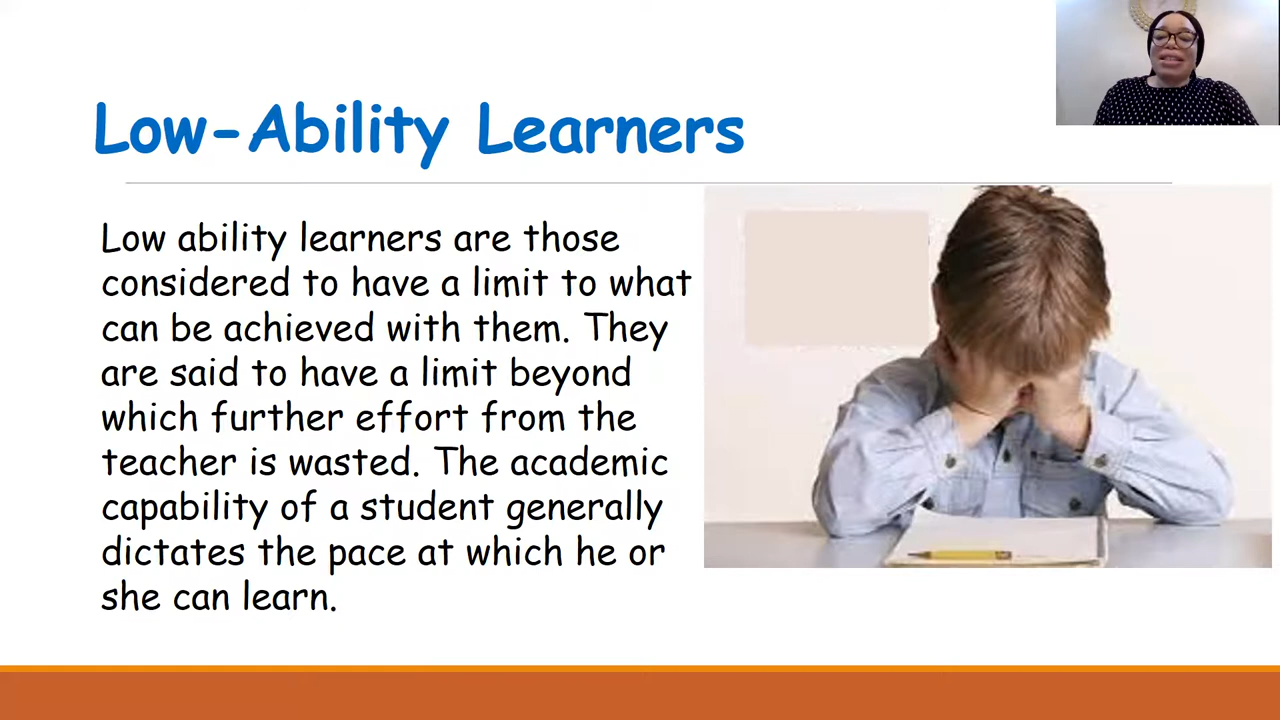 Low-Ability Learners
Low ability learners are those
considered to have a limit to what
can be achieved with them. They
are said to have a limit beyond
which further effort from the
teacher is wasted. The academic
capability of a student generally
dictates the pace at which he or
she can learn.